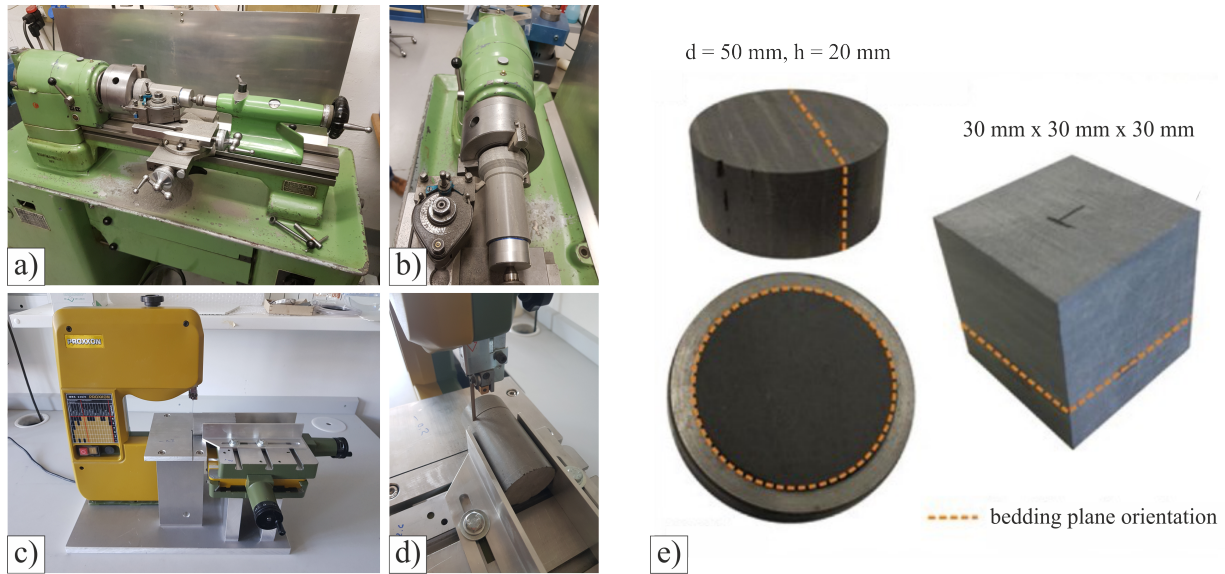 a)
b)
PROXXON
c)
d)
d = 50 mm, h = 20 mm
30 mm x 30 mm x 30 mm
bedding plane orientation
e)